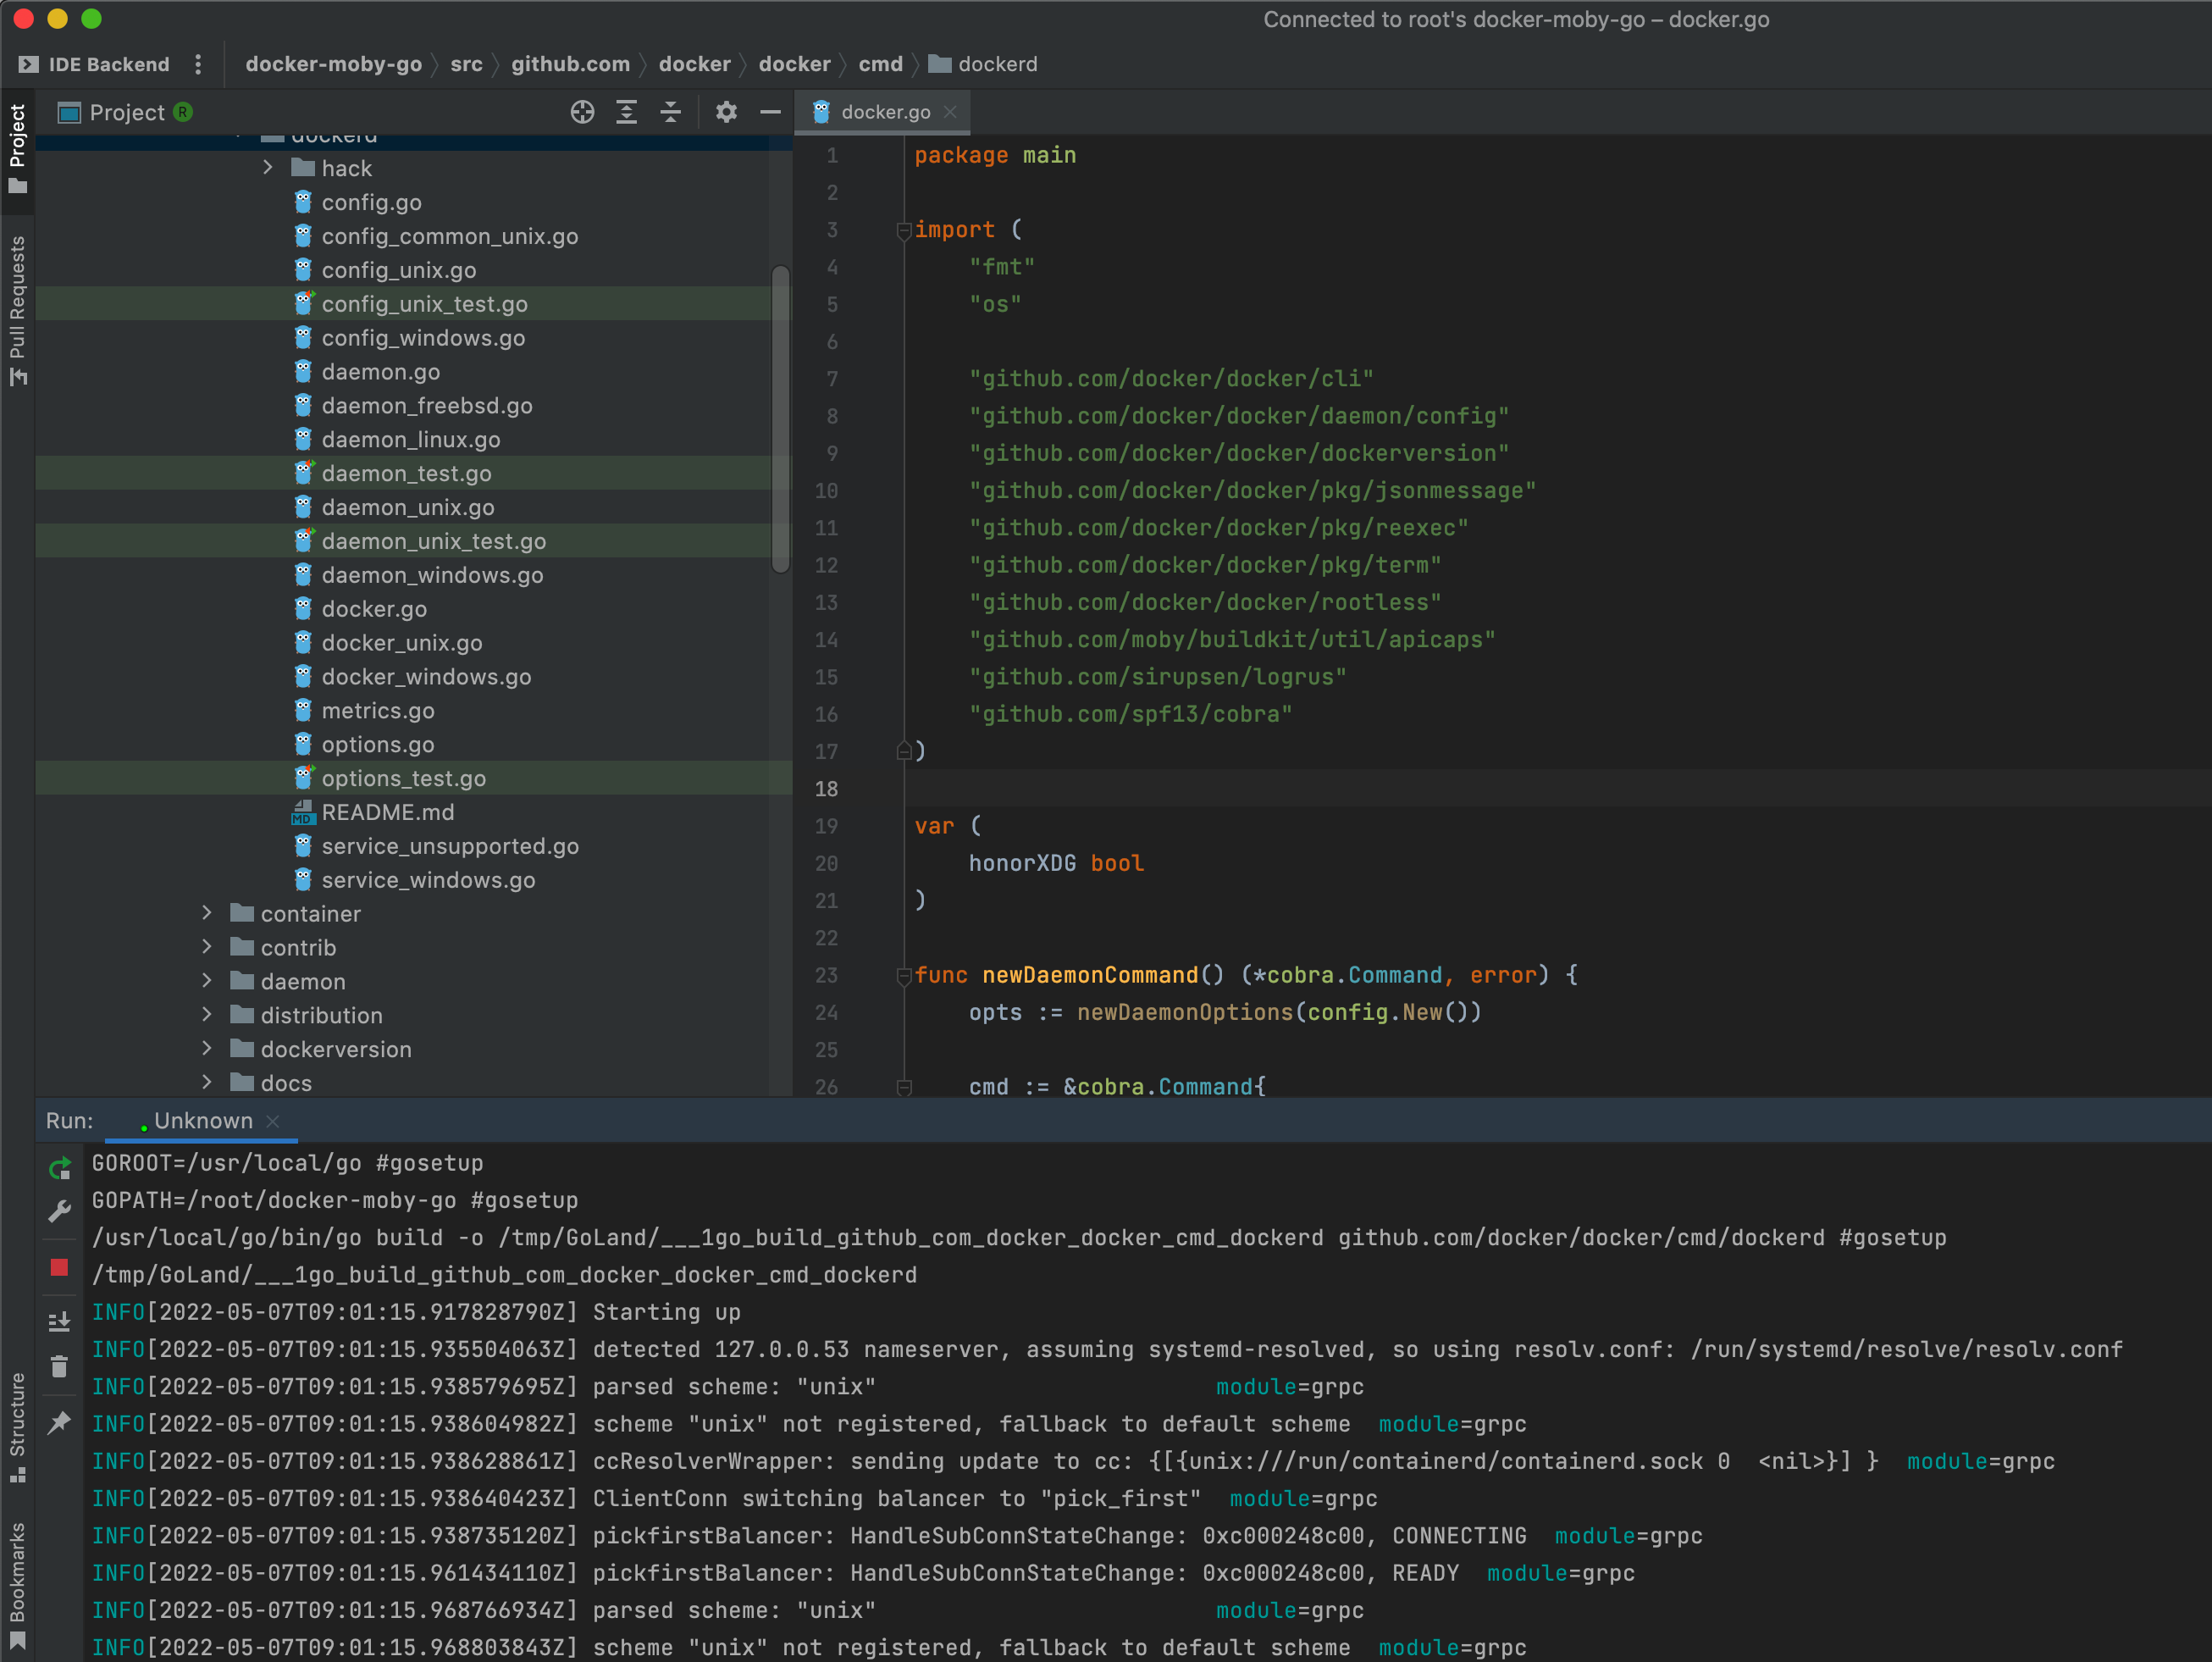 Connected to root's docker-moby-go – docker.go
IDE Backend
docker-moby-go 〉 src 〉 github.com 〉 docker 〉 docker 〉 cmd 〉 dockerd
Project R
docker.go
Project
Pull Requests
Structure
Bookmarks
dockerd
hack
config.go
config_common_unix.go
config_unix.go
config_unix_test.go
config_windows.go
daemon.go
daemon_freebsd.go
daemon_linux.go
daemon_test.go
daemon_unix.go
daemon_unix_test.go
daemon_windows.go
docker.go
docker_unix.go
docker_windows.go
metrics.go
options.go
options_test.go
MD README.md
service_unsupported.go
service_windows.go
container
contrib
daemon
distribution
dockerversion
docs
1 package main
2
3 import (
4 "fmt"
5 "os"
6
7 "github.com/docker/docker/cli"
8 "github.com/docker/docker/daemon/config"
9 "github.com/docker/docker/dockerversion"
10 "github.com/docker/docker/pkg/jsonmessage"
11 "github.com/docker/docker/pkg/reexec"
12 "github.com/docker/docker/pkg/term"
13 "github.com/docker/docker/rootless"
14 "github.com/moby/buildkit/util/apicaps"
15 "github.com/sirupsen/logrus"
16 "github.com/spf13/cobra"
17 )
18
19 var (
20 honorXDG bool
21 )
22
23 func newDaemonCommand() (*cobra.Command, error) {
24 opts := newDaemonOptions(config.New())
25
26 cmd := &cobra.Command{
Run: Unknown
GOROOT=/usr/local/go #gosetup
GOPATH=/root/docker-moby-go #gosetup
/usr/local/go/bin/go build -o /tmp/GoLand/___1go_build_github_com_docker_docker_cmd_dockerd github.com/docker/docker/cmd/dockerd #gosetup
/tmp/GoLand/___1go_build_github_com_docker_docker_cmd_dockerd
INFO[2022-05-07T09:01:15.917828790Z] Starting up
INFO[2022-05-07T09:01:15.935504063Z] detected 127.0.0.53 nameserver, assuming systemd-resolved, so using resolv.conf: /run/systemd/resolve/resolv.conf
INFO[2022-05-07T09:01:15.938579695Z] parsed scheme: "unix" module=grpc
INFO[2022-05-07T09:01:15.938604982Z] scheme "unix" not registered, fallback to default scheme module=grpc
INFO[2022-05-07T09:01:15.938628861Z] ccResolverWrapper: sending update to cc: {[{unix:///run/containerd/containerd.sock 0 <nil>}] } module=grpc
INFO[2022-05-07T09:01:15.938640423Z] ClientConn switching balancer to "pick_first" module=grpc
INFO[2022-05-07T09:01:15.938735120Z] pickfirstBalancer: HandleSubConnStateChange: 0xc000248c00, CONNECTING module=grpc
INFO[2022-05-07T09:01:15.961434110Z] pickfirstBalancer: HandleSubConnStateChange: 0xc000248c00, READY module=grpc
INFO[2022-05-07T09:01:15.968766934Z] parsed scheme: "unix" module=grpc
INFO[2022-05-07T09:01:15.968803843Z] scheme "unix" not registered, fallback to default scheme module=grpc